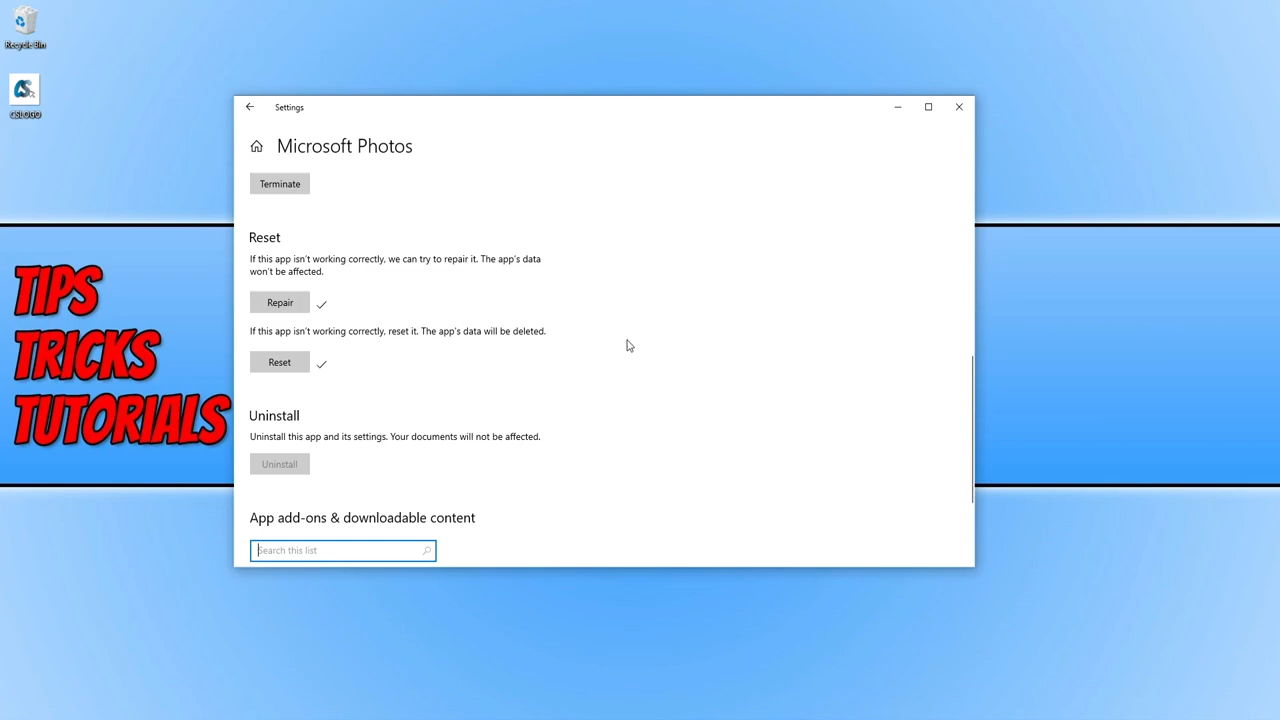 Recycle Bin
CSLOGO
TIPS
TRICKS
TUTORIALS
Settings
Microsoft Photos
Terminate
Reset
If this app isn't working correctly, we can try to repair it. The app's data
won't be affected.
Repair
If this app isn't working correctly, reset it. The app's data will be deleted.
Reset
Uninstall
Uninstall this app and its settings. Your documents will not be affected.
Uninstall
App add-ons & downloadable content
Search this list